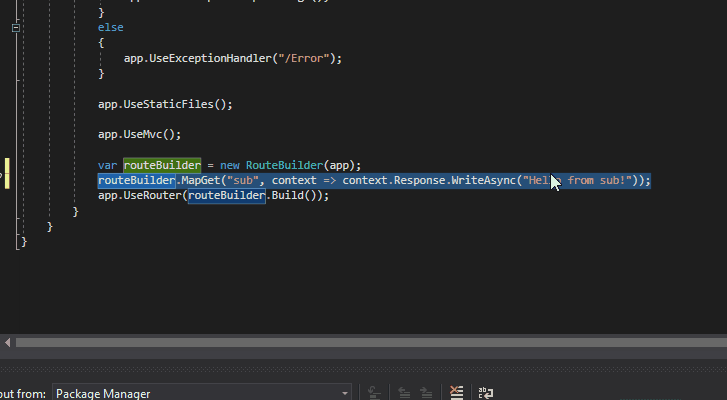 }
else
{
app.UseExceptionHandler("/Error");
}
app.UseStaticFiles();
app.UseMvc();
var routeBuilder = new RouteBuilder(app);
routeBuilder.MapGet("sub", context => context.Response.WriteAsync("Hello from sub!"));
app.UseRouter(routeBuilder.Build());
}
}
}
out from: Package Manager